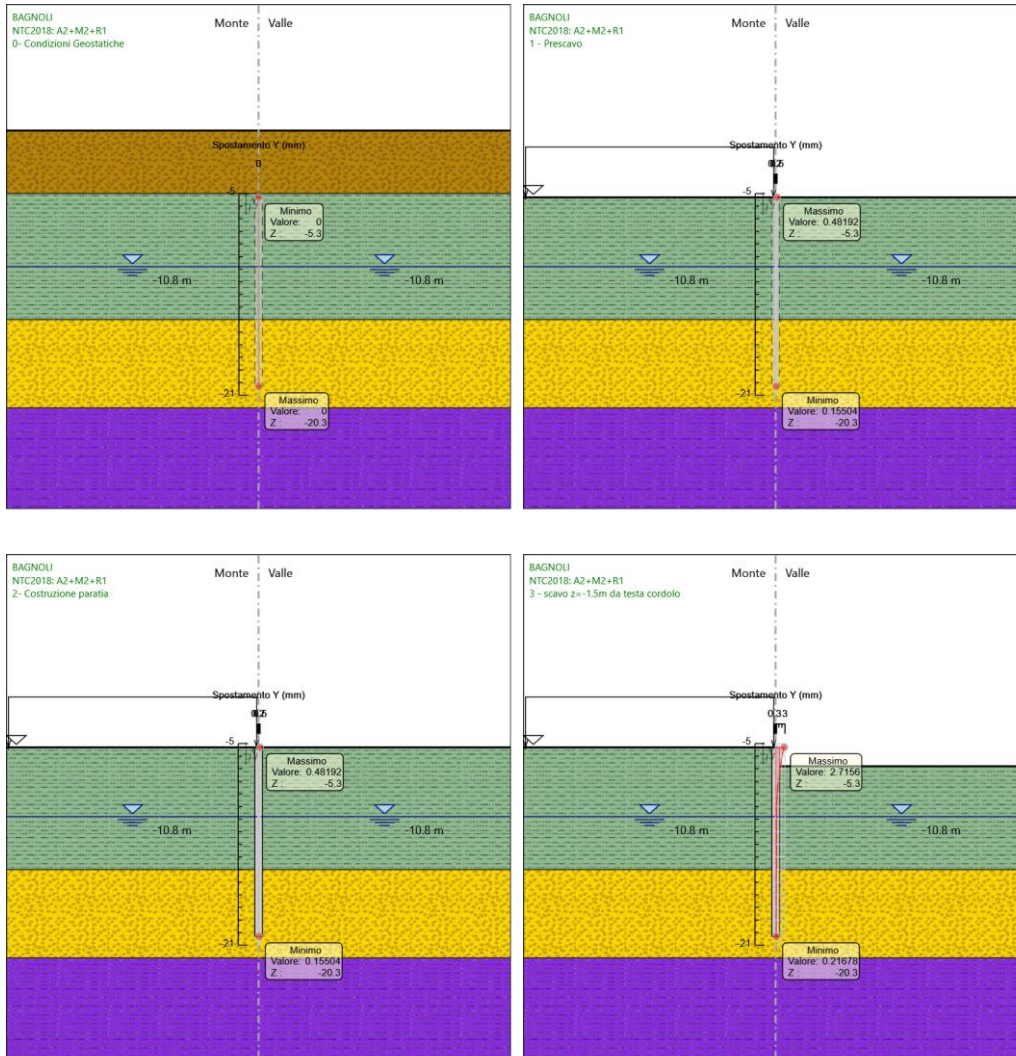 BAGNOLI
NTC2018: A2+M2+R1
0- Condizioni Geostatiche
Monte
Valle
Spostamento Y (mm)
0
-5
Minimo
Valore: 0
Z : -5.3
-10.8 m
-10.8 m
-21
Massimo
Valore: 0
Z : -20.3
BAGNOLI
NTC2018: A2+M2+R1
1 - Prescavo
Monte
Valle
Spostamento Y (mm)
-5
Massimo
Valore: 0.48192
Z : -5.3
-10.8 m
-10.8 m
-21
Minimo
Valore: 0.15504
Z : -20.3
BAGNOLI
NTC2018: A2+M2+R1
2- Costruzione paratia
Monte
Valle
Spostamento Y (mm)
-5
Massimo
Valore: 0.48192
Z : -5.3
-10.8 m
-10.8 m
-21
Minimo
Valore: 0.15504
Z : -20.3
BAGNOLI
NTC2018: A2+M2+R1
3 - scavo z=-1.5m da testa cordolo
Monte
Valle
Spostamento Y (mm)
-5
Massimo
Valore: 2.7156
Z : -5.3
-10.8 m
-10.8 m
-21
Minimo
Valore: 0.21678
Z : -20.3